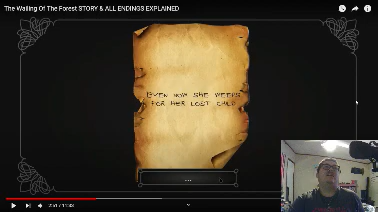 The Wailing Of The Forest STORY & ALL ENDINGS EXPLAINED
EVEN NOW SHE WEEPS
FOR HER LOST CHILD
...